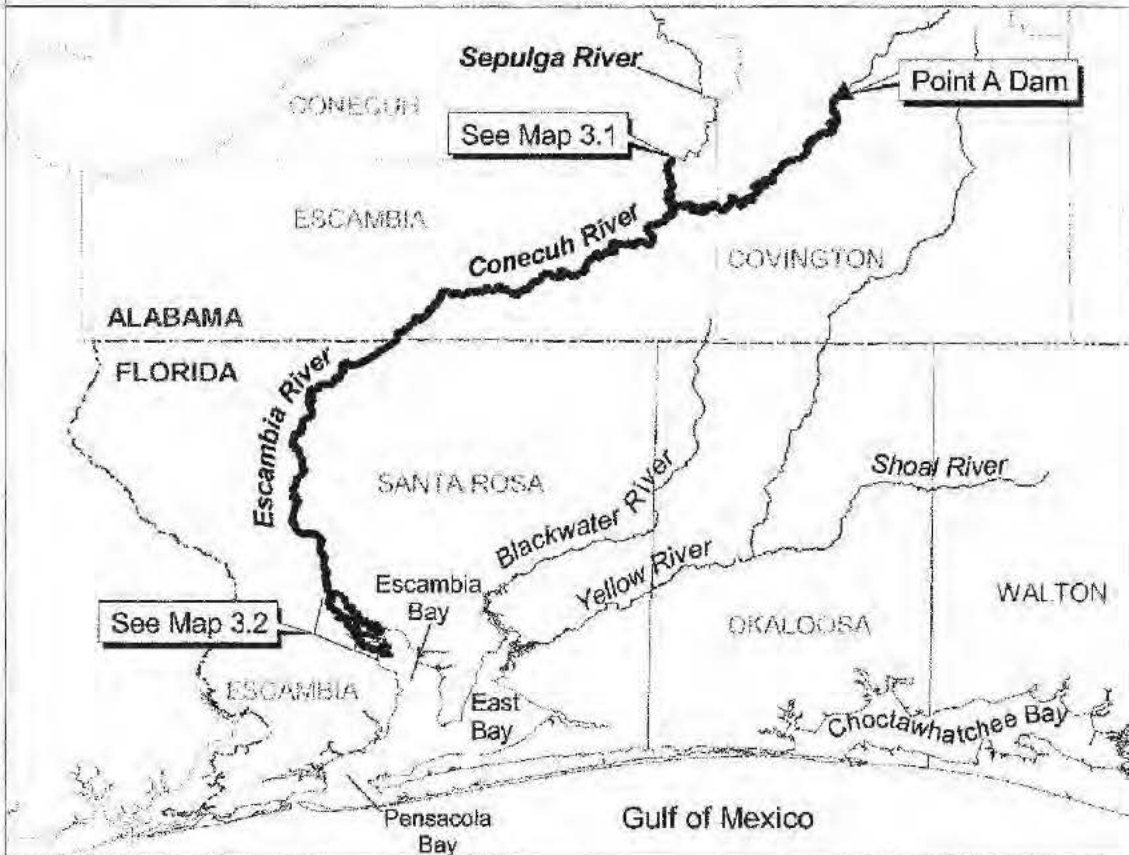 Sepulga River
Point A Dam
CONECUH
See Map 3.1
ESCAMBIA
Conecuh River
COVINGTON
ALABAMA
FLORIDA
Escambia River
SANTA ROSA
Shoal River
Blackwater River
Yellow River
Escambia
Bay
WALTON
See Map 3.2
OKALOOSA
ESCAMBIA
East
Bay
Choctawhatchee Bay
Pensacola
Bay
Gulf of Mexico